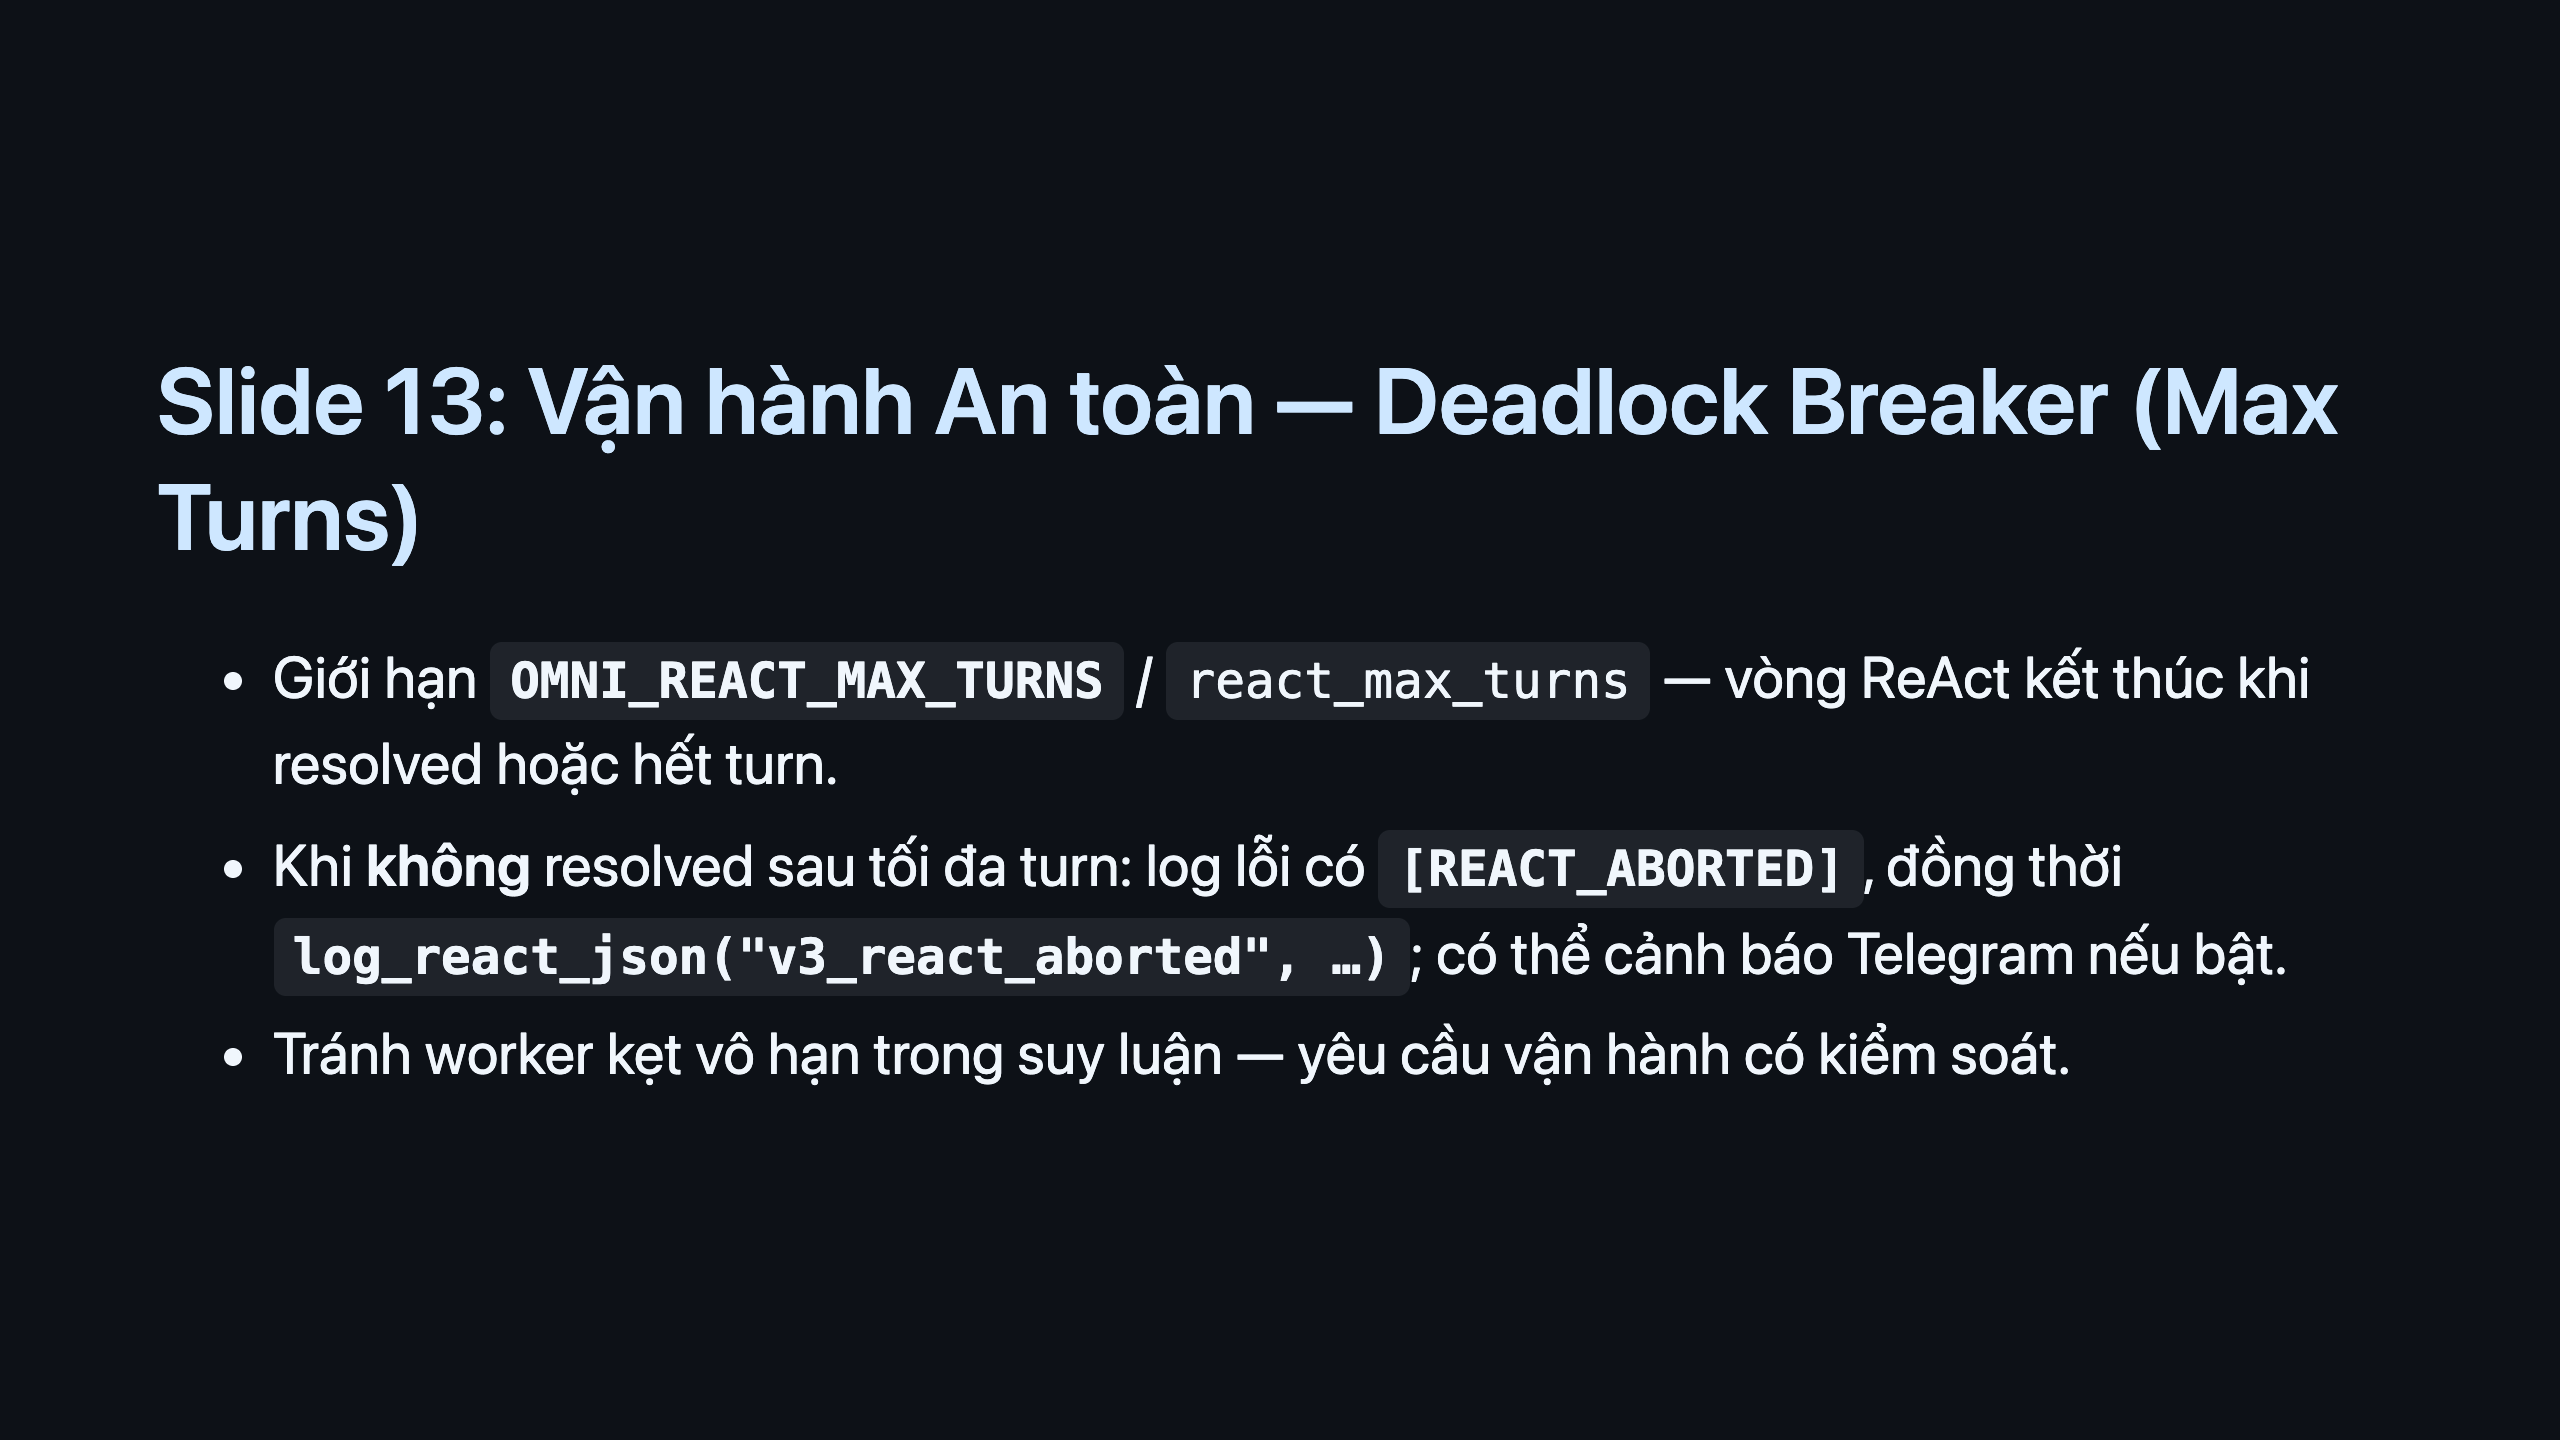 Slide 13: Vận hành An toàn — Deadlock Breaker (Max
Turns)
• Giới hạn OMNI_REACT_MAX_TURNS / react_max_turns — vòng ReAct kết thúc khi
resolved hoặc hết turn.
• Khi không resolved sau tối đa turn: log lỗi có [REACT_ABORTED], đồng thời
log_react_json("v3_react_aborted", …); có thể cảnh báo Telegram nếu bật.
• Tránh worker kẹt vô hạn trong suy luận — yêu cầu vận hành có kiểm soát.